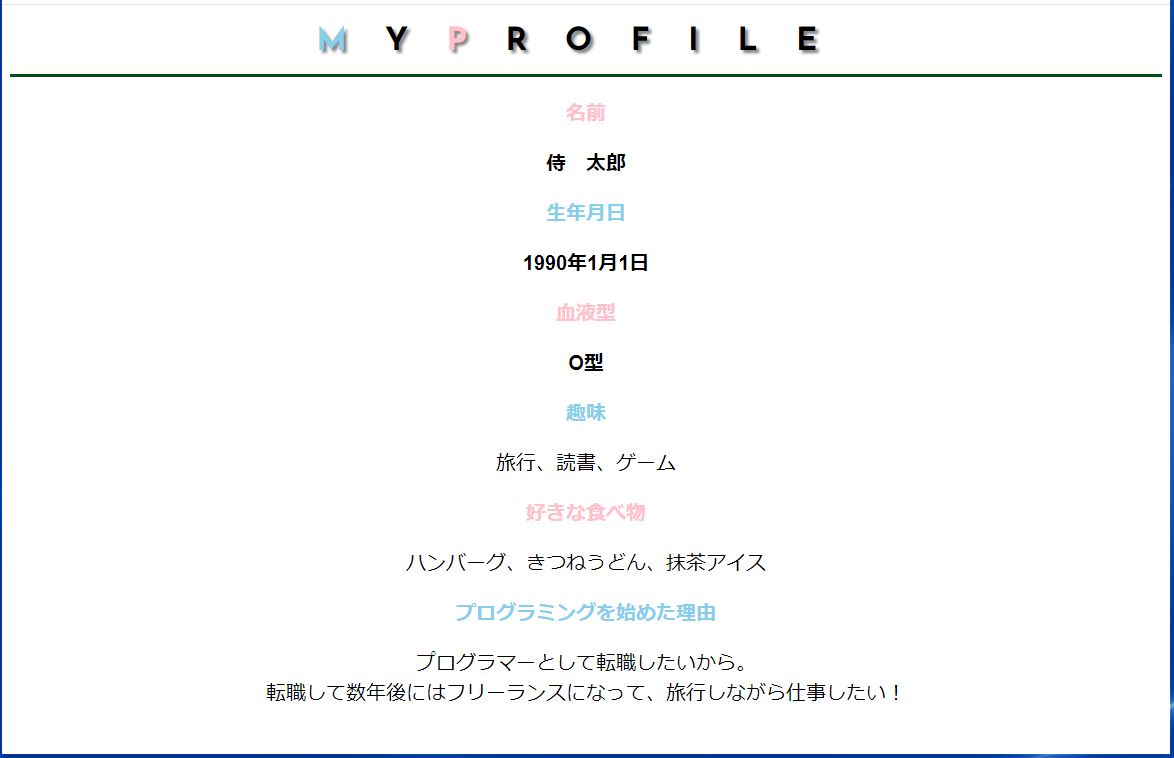 MY PROFILE
名前
侍　太郎
生年月日
1990年1月1日
血液型
O型
趣味
旅行、読書、ゲーム
好きな食べ物
ハンバーグ、きつねうどん、抹茶アイス
プログラミングを始めた理由
プログラマーとして転職したいから。
転職して数年後にはフリーランスになって、旅行しながら仕事したい！